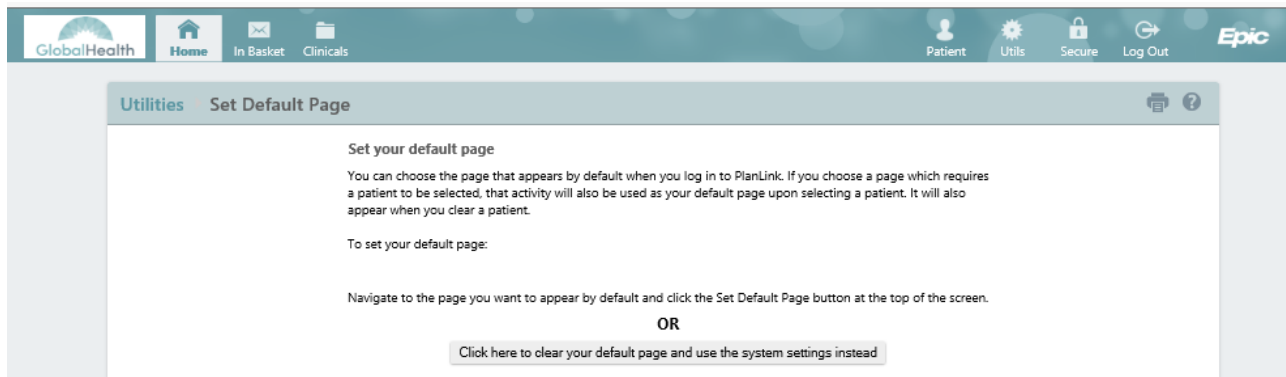 GlobalHealth
Home
In Basket
Clinicals
Patient
Utils
Secure
Log Out
Epic
Utilities Set Default Page
?
Set your default page
You can choose the page that appears by default when you log in to PlanLink. If you choose a page which requires
a patient to be selected, that activity will also be used as your default page upon selecting a patient. It will also
appear when you clear a patient.
To set your default page:
Navigate to the page you want to appear by default and click the Set Default Page button at the top of the screen.
OR
Click here to clear your default page and use the system settings instead